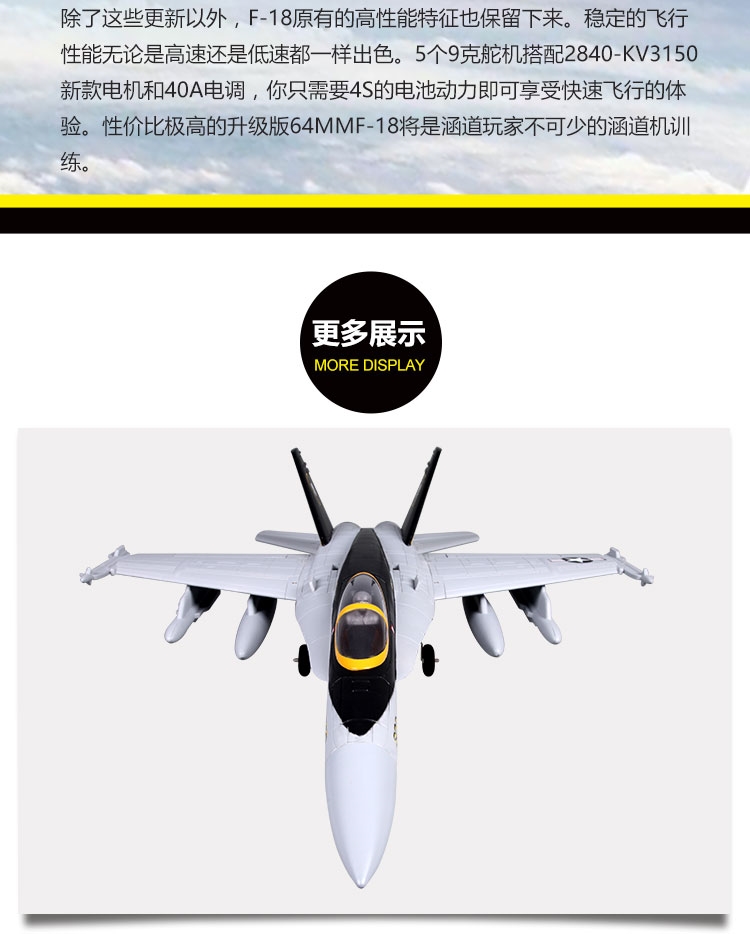 除了这些更新以外，F-18原有的高性能特征也保留下来。稳定的飞行
性能无论是高速还是低速都一样出色。5个9克舵机搭配2840-KV3150
新款电机和40A电调，你只需要4S的电池动力即可享受快速飞行的体
验。性价比极高的升级版64MMF-18将是涵道玩家不可少的涵道机训
练。
更多展示
MORE DISPLAY